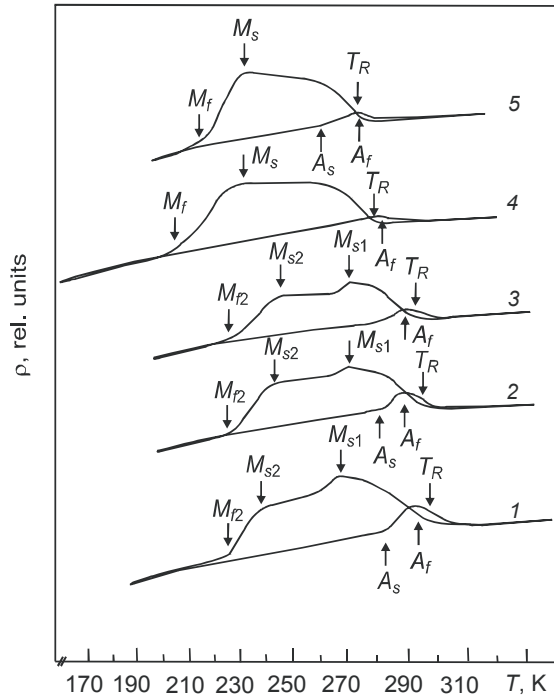 M_s
T_R
M_f
5
A_s
A_f
M_s
T_R
M_f
4
A_f
M_s2
M_s1
T_R
3
M_f2
A_f
M_s2
M_s1
T_R
M_f2
2
A_s
A_f
M_s1
M_s2
T_R
M_f2
1
A_s
A_f
ρ, rel. units
170 190 210 230 250 270 290 310 T, K